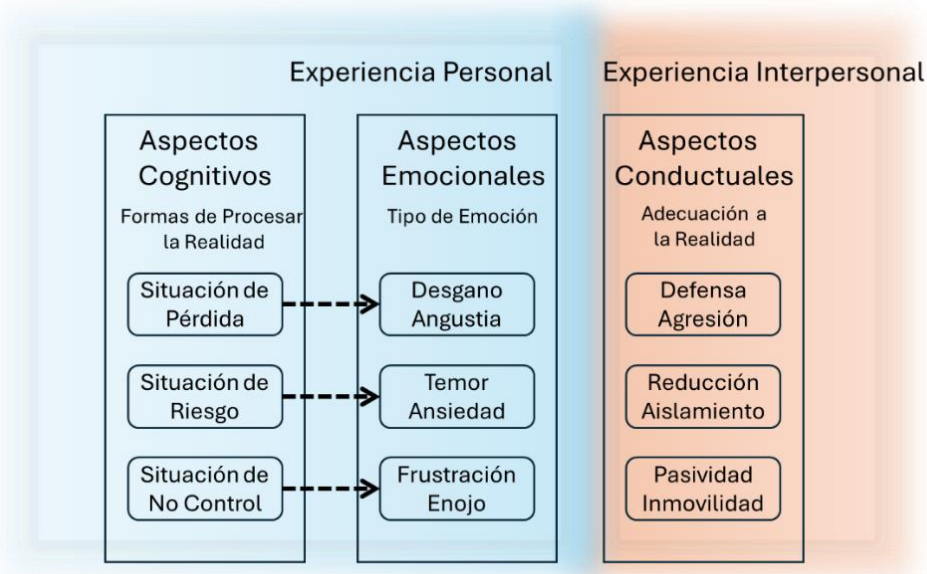 Experiencia Personal
Experiencia Interpersonal
Aspectos
Cognitivos
Formas de Procesar
la Realidad
Situación de
Pérdida
Situación de
Riesgo
Situación de
No Control
Aspectos
Emocionales
Tipo de Emoción
Desgano
Angustia
Temor
Ansiedad
Frustración
Enojo
Aspectos
Conductuales
Adecuación a
la Realidad
Defensa
Agresión
Reducción
Aislamiento
Pasividad
Inmovilidad